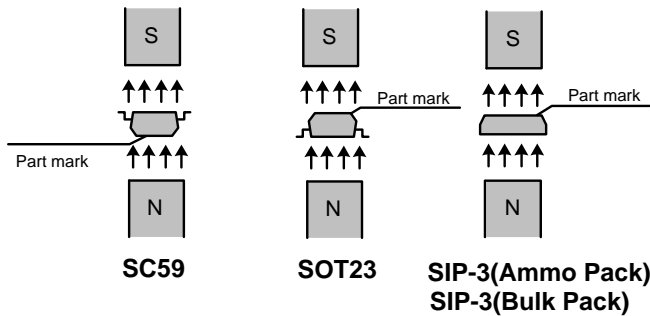 S
S
S
Part mark
Part mark
Part mark
N
N
N
SC59
SOT23
SIP-3(Ammo Pack)
SIP-3(Bulk Pack)